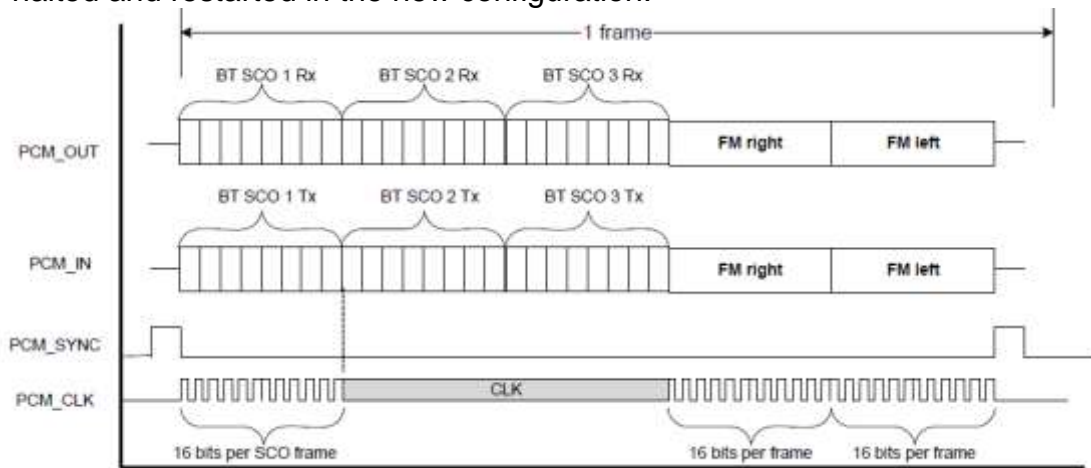 halted and restarted in the new configuration.
1 frame
BT SCO 1 Rx BT SCO 2 Rx BT SCO 3 Rx
PCM_OUT FM right FM left
BT SCO 1 Tx BT SCO 2 Tx BT SCO 3 Tx
PCM_IN FM right FM left
PCM_SYNC
PCM_CLK CLK
16 bits per SCO frame 16 bits per frame 16 bits per frame